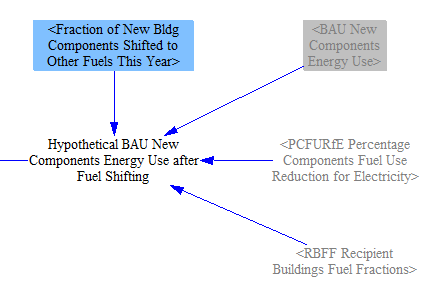 <Fraction of New Bldg
Components Shifted to
Other Fuels This Year>
<BAU New
Components
Energy Use>
Hypothetical BAU New
Components Energy Use after
Fuel Shifting
<PCFURfE Percentage
Components Fuel Use
Reduction for Electricity>
<RBFF Recipient
Buildings Fuel Fractions>